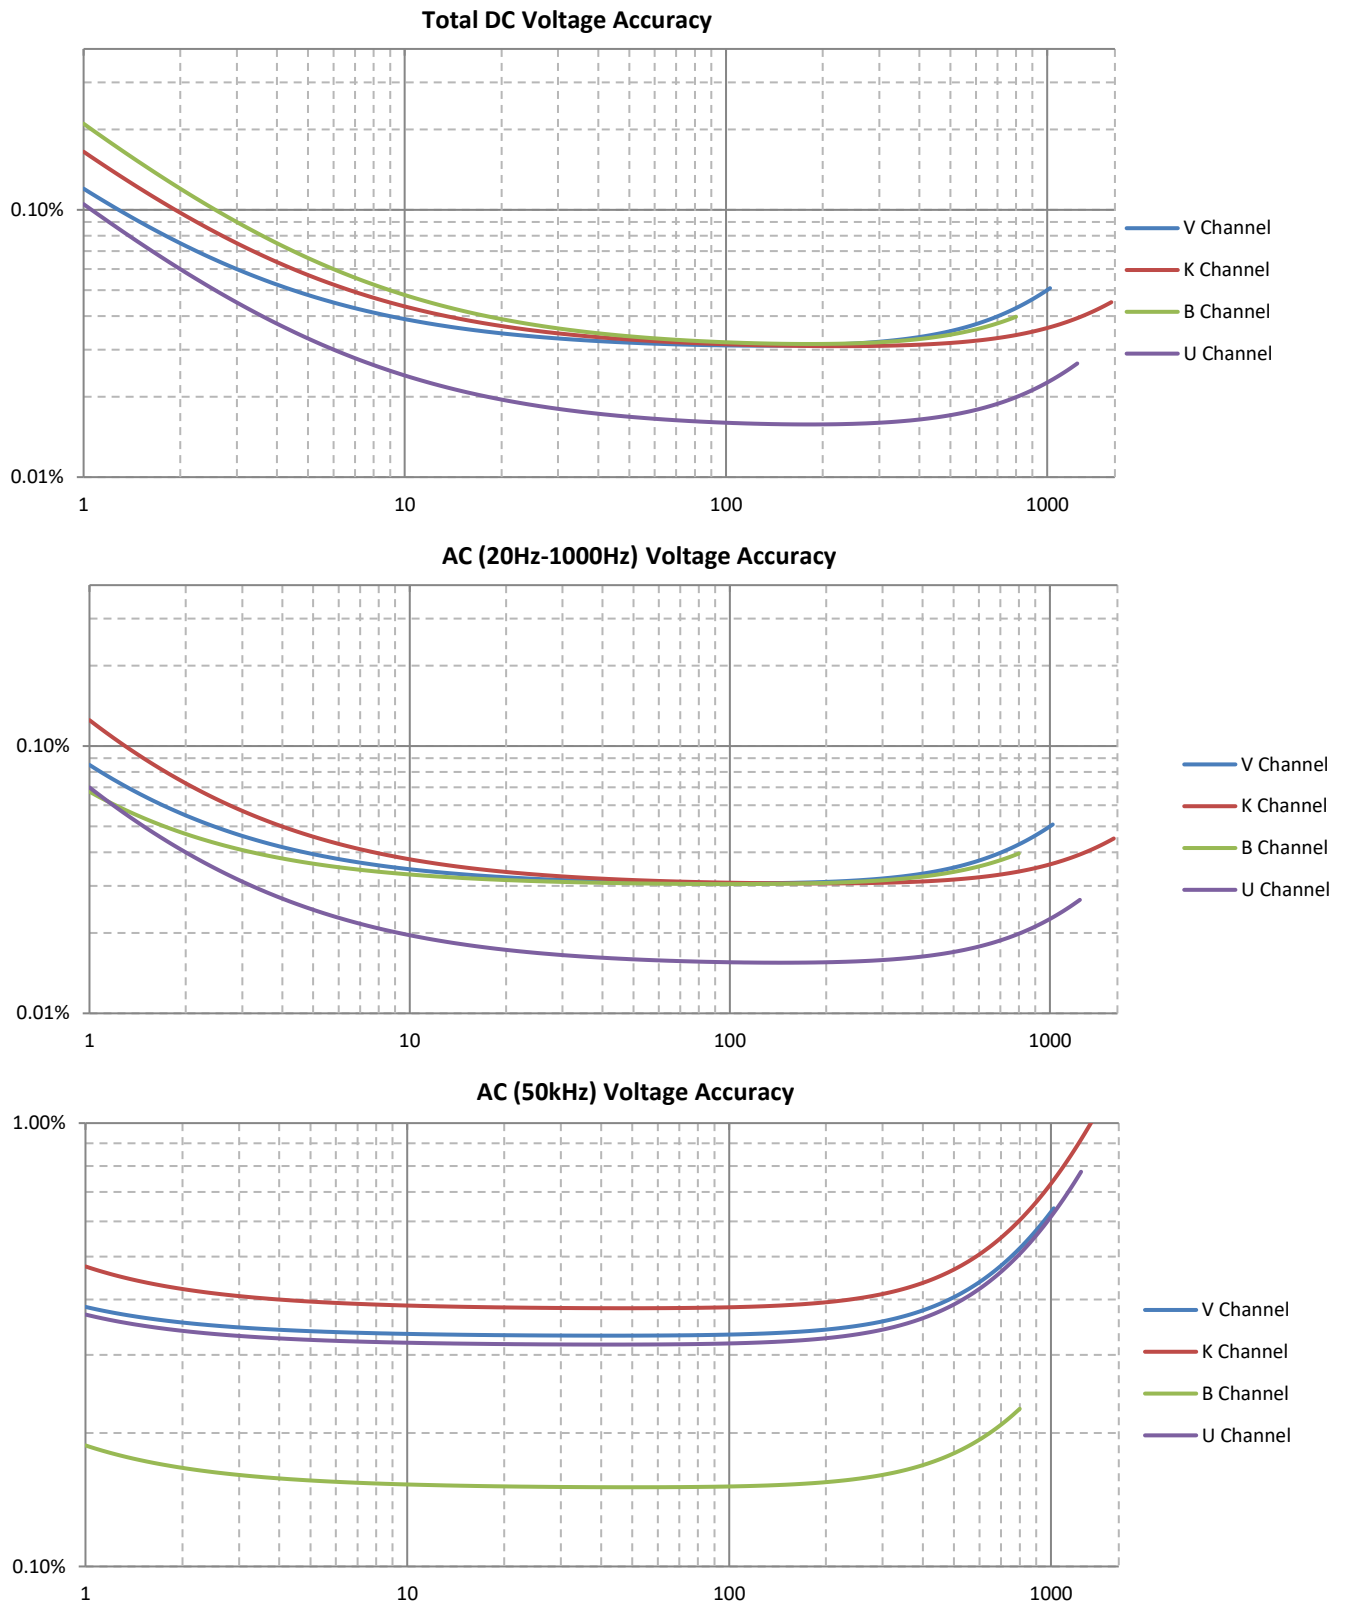 Total DC Voltage Accuracy
0.10%
0.01%
1 10 100 1000
V Channel
K Channel
B Channel
U Channel
AC (20Hz-1000Hz) Voltage Accuracy
0.10%
0.01%
1 10 100 1000
V Channel
K Channel
B Channel
U Channel
AC (50kHz) Voltage Accuracy
1.00%
0.10%
1 10 100 1000
V Channel
K Channel
B Channel
U Channel